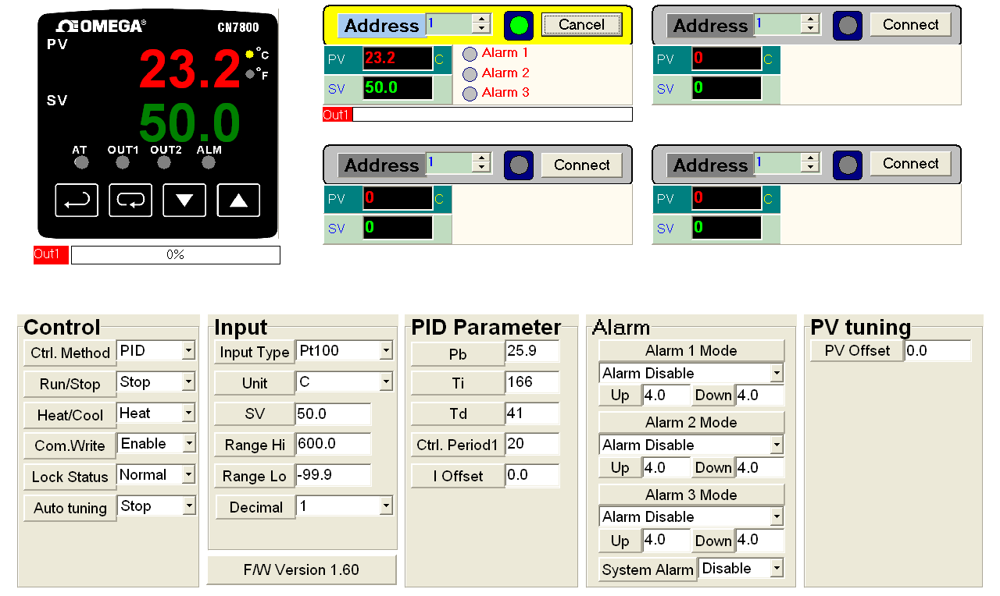 OMEGA® CN7800
PV
23.2 °C
°F
SV
50.0
AT OUT1 OUT2 ALM
Out1 0%
Address 1 Cancel
PV 23.2 C Alarm 1
Alarm 2
SV 50.0 Alarm 3
Out1
Address 1 Connect
PV 0 C
SV 0
Address 1 Connect
PV 0 C
SV 0
Address 1 Connect
PV 0 C
SV 0
Control
Ctrl. Method PID
Run/Stop Stop
Heat/Cool Heat
Com.Write Enable
Lock Status Normal
Auto tuning Stop
Input
Input Type Pt100
Unit C
SV 50.0
Range Hi 600.0
Range Lo -99.9
Decimal 1
F/W Version 1.60
PID Parameter
Pb 25.9
Ti 166
Td 41
Ctrl. Period1 20
I Offset 0.0
Alarm
Alarm 1 Mode
Alarm Disable
Up 4.0 Down 4.0
Alarm 2 Mode
Alarm Disable
Up 4.0 Down 4.0
Alarm 3 Mode
Alarm Disable
Up 4.0 Down 4.0
System Alarm Disable
PV tuning
PV Offset 0.0